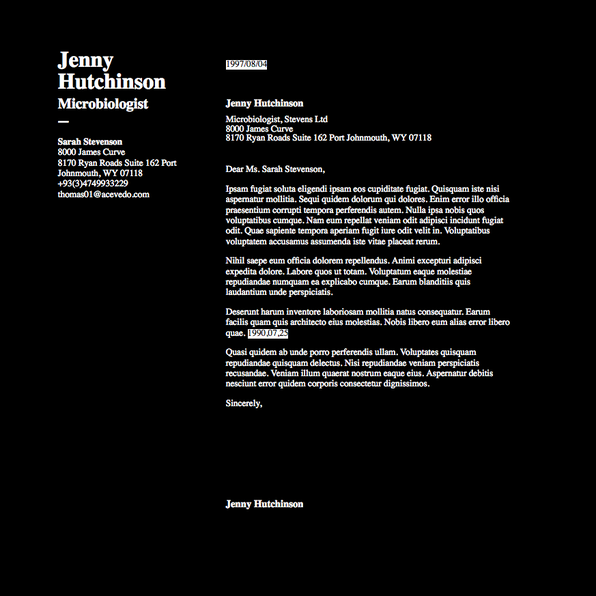 Jenny
Hutchinson
Microbiologist
Sarah Stevenson
8000 James Curve
8170 Ryan Roads Suite 162 Port
Johnmouth, WY 07118
+93(3)4749933229
thomas01@acevedo.com
1997/08/04
Jenny Hutchinson
Microbiologist, Stevens Ltd
8000 James Curve
8170 Ryan Roads Suite 162 Port Johnmouth, WY 07118
Dear Ms. Sarah Stevenson,
Ipsam fugiat soluta eligendi ipsam eos cupiditate fugiat. Quisquam iste nisi
aspernatur mollitia. Sequi quidem dolorum qui dolores. Enim error illo officia
praesentium corrupti tempora perferendis autem. Nulla ipsa nobis quos
voluptatibus cumque. Nam eum repellat veniam odit adipisci incidunt fugiat
odit. Quae sapiente tempora aperiam fugit iure odit velit in. Voluptatibus
voluptatem accusamus assumenda iste vitae placeat rerum.
Nihil saepe eum officia dolorem repellendus. Animi excepturi adipisci
expedita dolore. Labore quos ut totam. Voluptatum eaque molestiae
repudiandae numquam ea explicabo cumque. Earum blanditiis quis
laudantium unde perspiciatis.
Deserunt harum inventore laboriosam mollitia natus consequatur. Earum
facilis quam quis architecto eius molestias. Nobis libero eum alias error libero
quae. 1990,07,25
Quasi quidem ab unde porro perferendis ullam. Voluptates quisquam
repudiandae quisquam delectus. Nisi repudiandae veniam perspiciatis
recusandae. Veniam illum quaerat nostrum eaque eius. Aspernatur debitis
nesciunt error quidem corporis consectetur dignissimos.
Sincerely,
Jenny Hutchinson